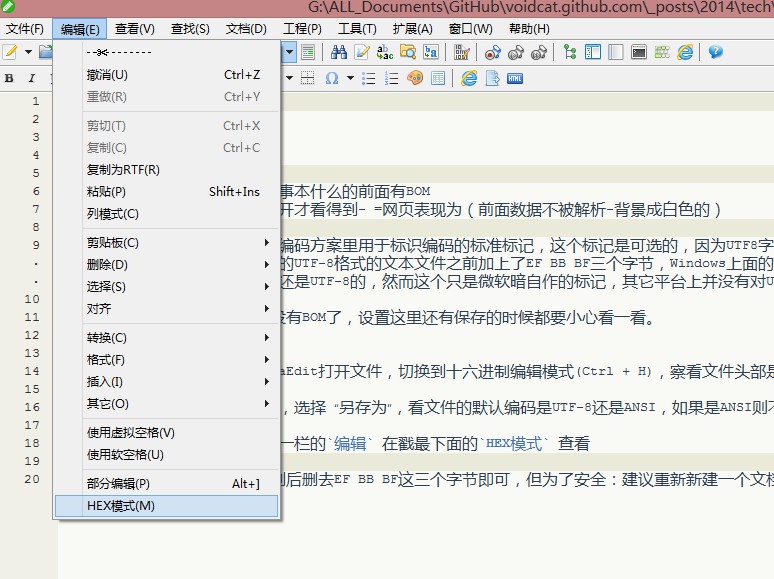 G:\ALL_Documents\GitHub\voidcat.github.com\_posts\2014\tech\
文件(F) 编辑(E) 查看(V) 查找(S) 文档(D) 工程(P) 工具(T) 扩展(A) 窗口(W) 帮助(H)
撤消(U) Ctrl+Z
重做(R) Ctrl+Y
剪切(T) Ctrl+X
复制(C) Ctrl+C
复制为RTF(R)
粘贴(P) Shift+Ins
列模式(C)
剪贴板(C)
删除(D)
选择(S)
对齐
转换(C)
格式(F)
插入(I)
其它(O)
使用虚拟空格(V)
使用软空格(U)
部分编辑(P) Alt+]
HEX模式(M)
B I
1
2
3
4
5
6 事本什么的前面有BOM
7 开才看得到- =网页表现为（前面数据不被解析-背景成白色的）
8
9 编码方案里用于标识编码的标准标记，这个标记是可选的，因为UTF8字
的UTF-8格式的文本文件之前加上了EF BB BF三个字节，Windows上面的
还是UTF-8的，然而这个只是微软暗自作的标记，其它平台上并没有对U
10
11 没有BOM了，设置这里还有保存的时候都要小心看一看。
12
13
14 aEdit打开文件，切换到十六进制编辑模式(Ctrl + H)，察看文件头部是
15
16 ，选择 “另存为”，看文件的默认编码是UTF-8还是ANSI，如果是ANSI则不
17
18 一栏的`编辑` 在戳最下面的`HEX模式` 查看
19
20 则后删去EF BB BF这三个字节即可，但为了安全：建议重新新建一个文档